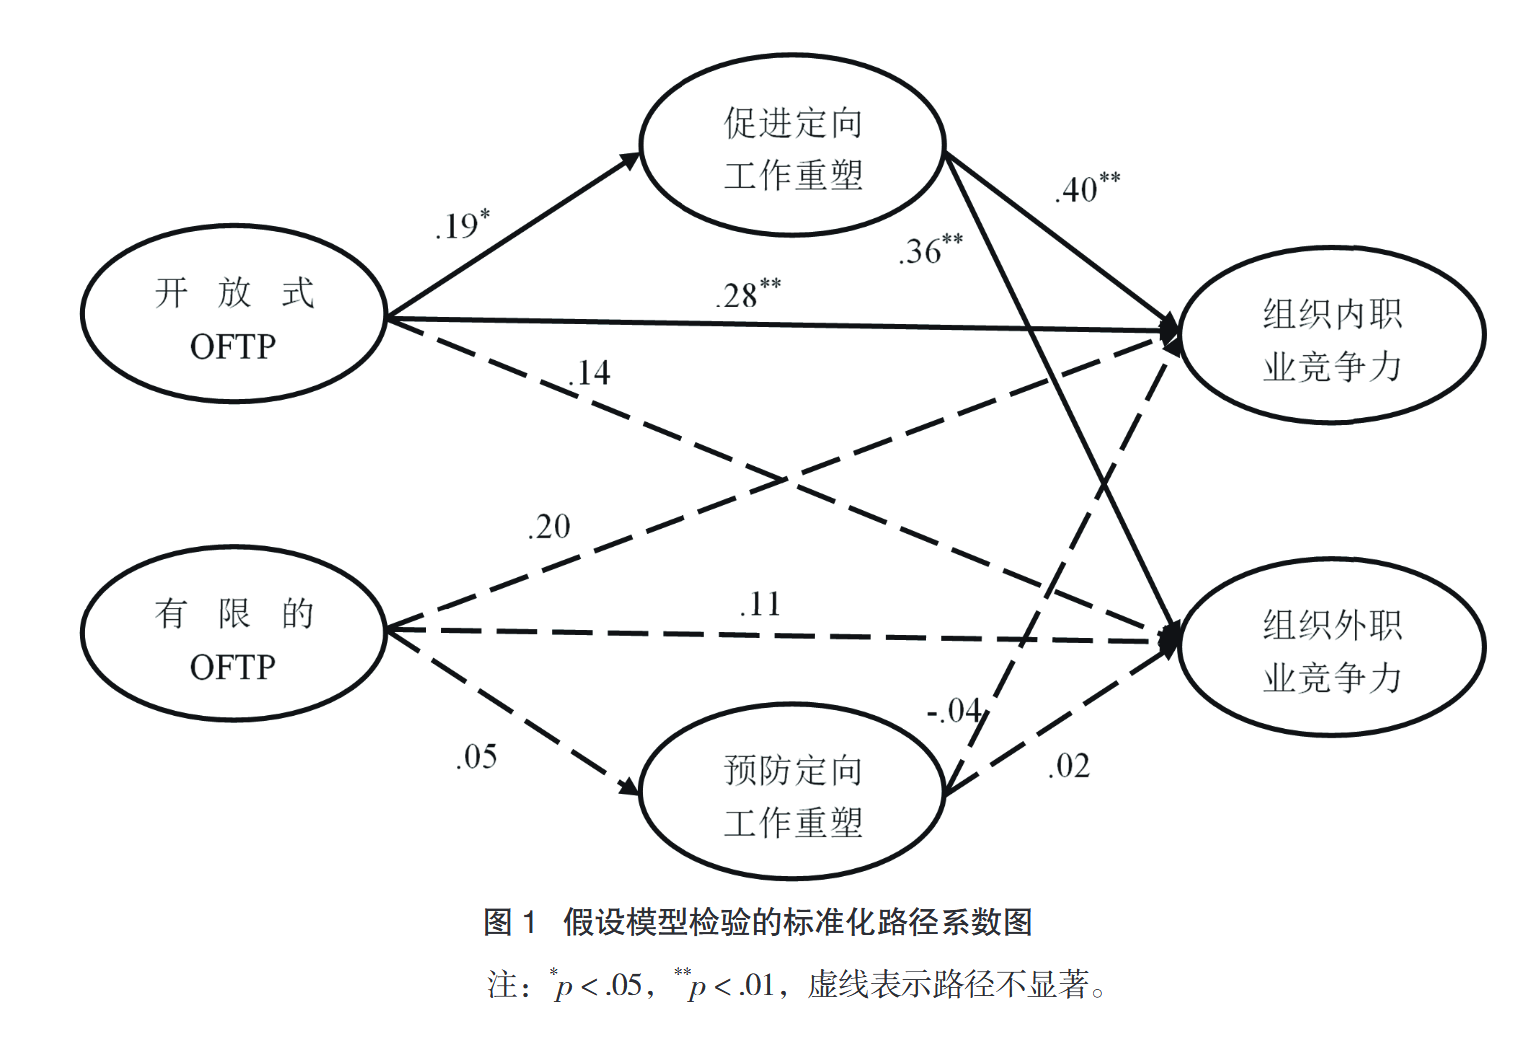 促进定向
工作重塑
.40**
.19*
.36**
开 放 式
OFTP
.28**
组织内职
业竞争力
.14
.20
有 限 的
OFTP
.11
组织外职
业竞争力
-.04
.05
.02
预防定向
工作重塑
图 1 假设模型检验的标准化路径系数图
注：*p < .05，**p < .01，虚线表示路径不显著。